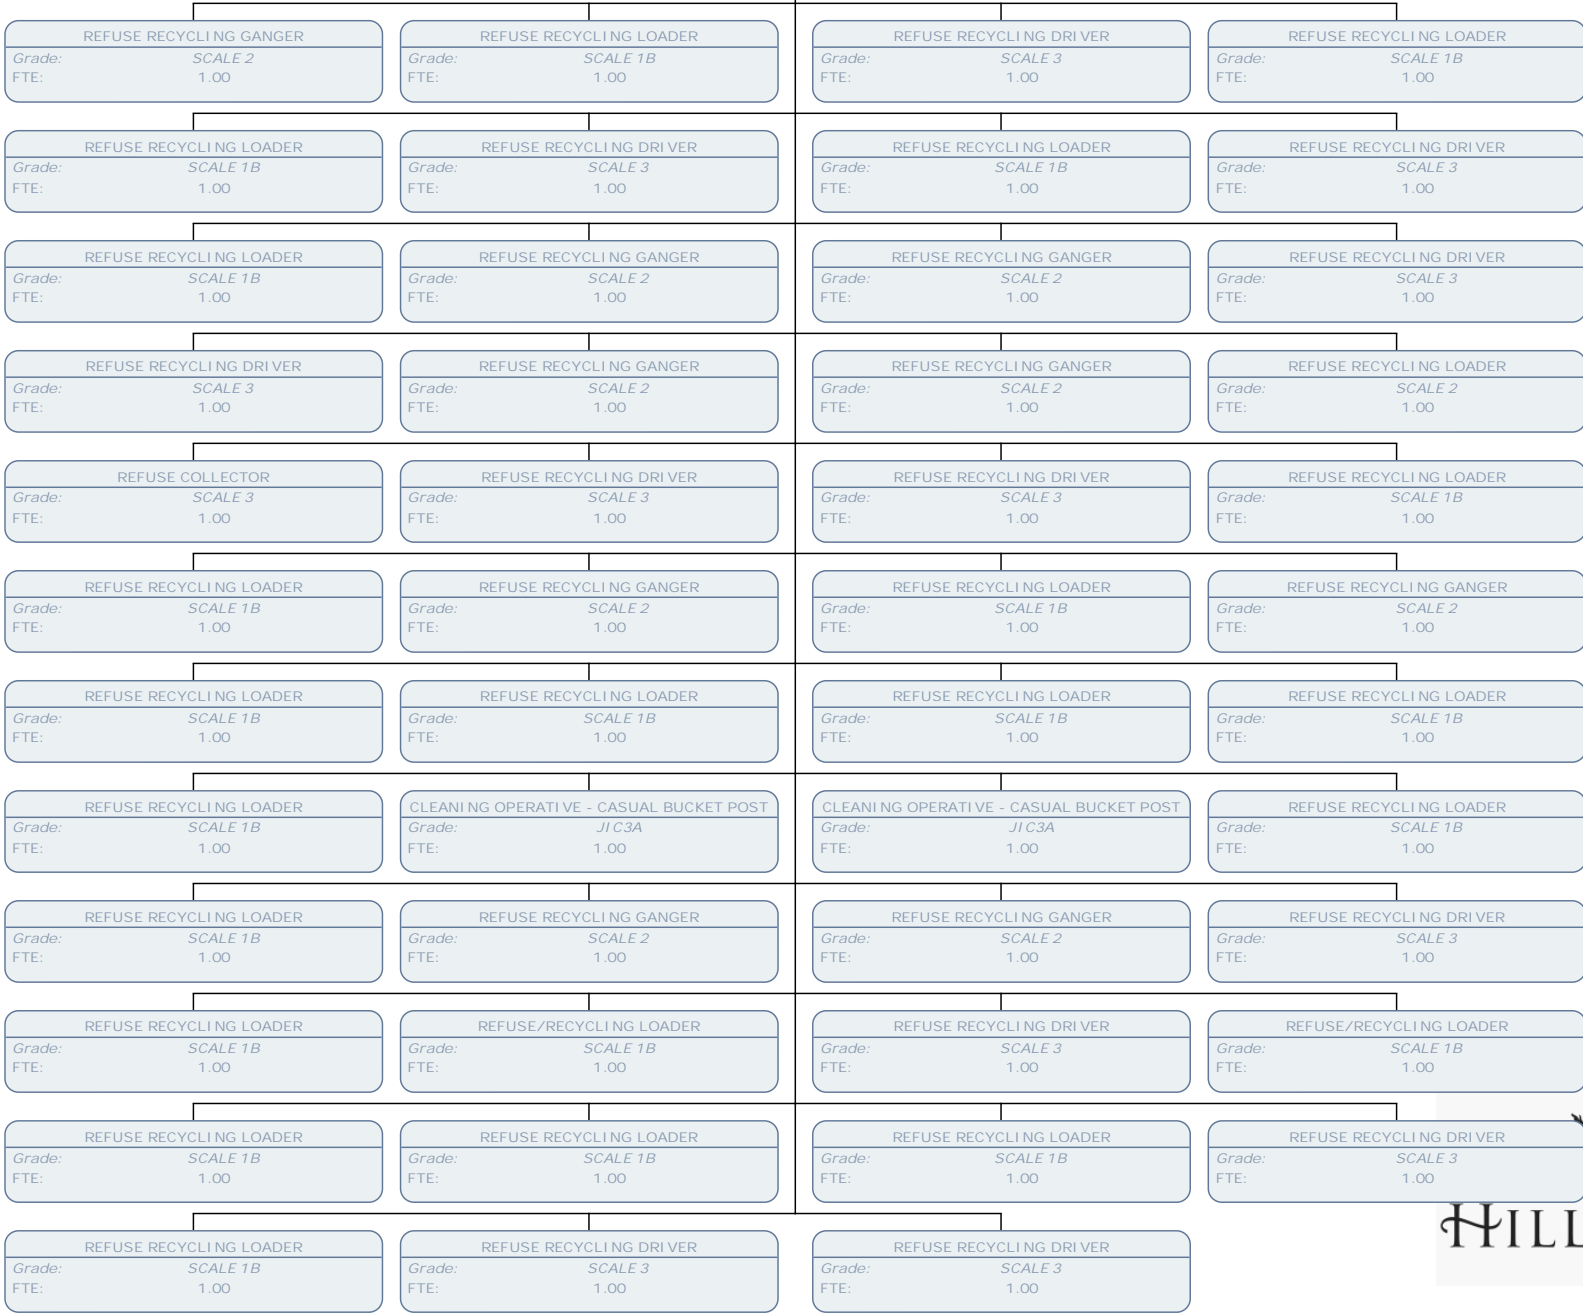 REFUSE RECYCLING GANGER REFUSE RECYCLING LOADER REFUSE RECYCLING DRIVER REFUSE RECYCLING LOADER
Grade: SCALE 2 Grade: SCALE 1B Grade: SCALE 3 Grade: SCALE 1B
FTE: 1.00 FTE: 1.00 FTE: 1.00 FTE: 1.00
REFUSE RECYCLING LOADER REFUSE RECYCLING DRIVER REFUSE RECYCLING LOADER REFUSE RECYCLING DRIVER
Grade: SCALE 1B Grade: SCALE 3 Grade: SCALE 1B Grade: SCALE 3
FTE: 1.00 FTE: 1.00 FTE: 1.00 FTE: 1.00
REFUSE RECYCLING LOADER REFUSE RECYCLING GANGER REFUSE RECYCLING GANGER REFUSE RECYCLING DRIVER
Grade: SCALE 1B Grade: SCALE 2 Grade: SCALE 2 Grade: SCALE 3
FTE: 1.00 FTE: 1.00 FTE: 1.00 FTE: 1.00
REFUSE RECYCLING DRIVER REFUSE RECYCLING GANGER REFUSE RECYCLING GANGER REFUSE RECYCLING LOADER
Grade: SCALE 3 Grade: SCALE 2 Grade: SCALE 2 Grade: SCALE 2
FTE: 1.00 FTE: 1.00 FTE: 1.00 FTE: 1.00
REFUSE COLLECTOR REFUSE RECYCLING DRIVER REFUSE RECYCLING DRIVER REFUSE RECYCLING LOADER
Grade: SCALE 3 Grade: SCALE 3 Grade: SCALE 3 Grade: SCALE 1B
FTE: 1.00 FTE: 1.00 FTE: 1.00 FTE: 1.00
REFUSE RECYCLING LOADER REFUSE RECYCLING GANGER REFUSE RECYCLING LOADER REFUSE RECYCLING GANGER
Grade: SCALE 1B Grade: SCALE 2 Grade: SCALE 1B Grade: SCALE 2
FTE: 1.00 FTE: 1.00 FTE: 1.00 FTE: 1.00
REFUSE RECYCLING LOADER REFUSE RECYCLING LOADER REFUSE RECYCLING LOADER REFUSE RECYCLING LOADER
Grade: SCALE 1B Grade: SCALE 1B Grade: SCALE 1B Grade: SCALE 1B
FTE: 1.00 FTE: 1.00 FTE: 1.00 FTE: 1.00
REFUSE RECYCLING LOADER CLEANING OPERATIVE - CASUAL BUCKET POST CLEANING OPERATIVE - CASUAL BUCKET POST REFUSE RECYCLING LOADER
Grade: SCALE 1B Grade: JIC3A Grade: JIC3A Grade: SCALE 1B
FTE: 1.00 FTE: 1.00 FTE: 1.00 FTE: 1.00
REFUSE RECYCLING LOADER REFUSE RECYCLING GANGER REFUSE RECYCLING GANGER REFUSE RECYCLING DRIVER
Grade: SCALE 1B Grade: SCALE 2 Grade: SCALE 2 Grade: SCALE 3
FTE: 1.00 FTE: 1.00 FTE: 1.00 FTE: 1.00
REFUSE RECYCLING LOADER REFUSE/RECYCLING LOADER REFUSE RECYCLING DRIVER REFUSE/RECYCLING LOADER
Grade: SCALE 1B Grade: SCALE 1B Grade: SCALE 3 Grade: SCALE 1B
FTE: 1.00 FTE: 1.00 FTE: 1.00 FTE: 1.00
REFUSE RECYCLING LOADER REFUSE RECYCLING LOADER REFUSE RECYCLING LOADER REFUSE RECYCLING DRIVER
Grade: SCALE 1B Grade: SCALE 1B Grade: SCALE 1B Grade: SCALE 3
FTE: 1.00 FTE: 1.00 FTE: 1.00 FTE: 1.00
REFUSE RECYCLING LOADER REFUSE RECYCLING DRIVER REFUSE RECYCLING DRIVER
Grade: SCALE 1B Grade: SCALE 3 Grade: SCALE 3
FTE: 1.00 FTE: 1.00 FTE: 1.00
HILL